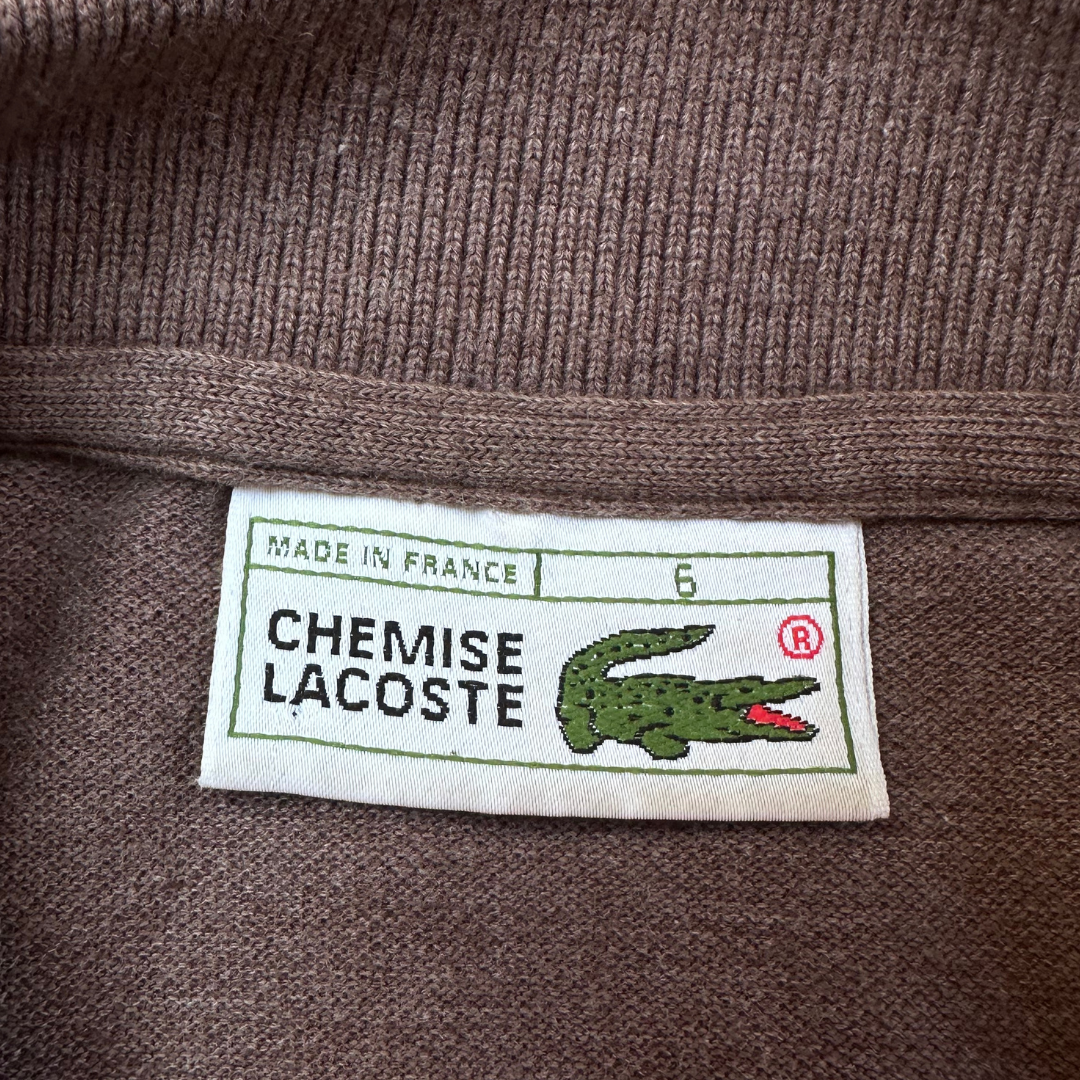 MADE IN FRANCE 6
®
CHEMISE
LACOSTE